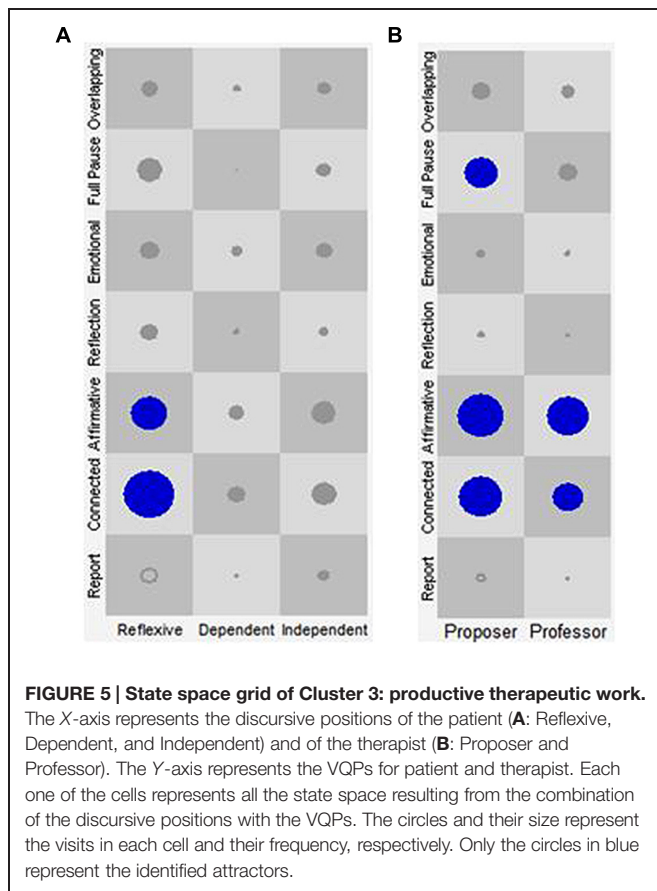 A
B
Overlapping
Full Pause
Emotional
Reflection
Affirmative
Connected
Report
Reflexive Dependent Independent
Overlapping
Full Pause
Emotional
Reflection
Affirmative
Connected
Report
Proposer Professor
FIGURE 5 | State space grid of Cluster 3: productive therapeutic work.
The X-axis represents the discursive positions of the patient (A: Reflexive,
Dependent, and Independent) and of the therapist (B: Proposer and
Professor). The Y-axis represents the VQPs for patient and therapist. Each
one of the cells represents all the state space resulting from the combination
of the discursive positions with the VQPs. The circles and their size represent
the visits in each cell and their frequency, respectively. Only the circles in blue
represent the identified attractors.